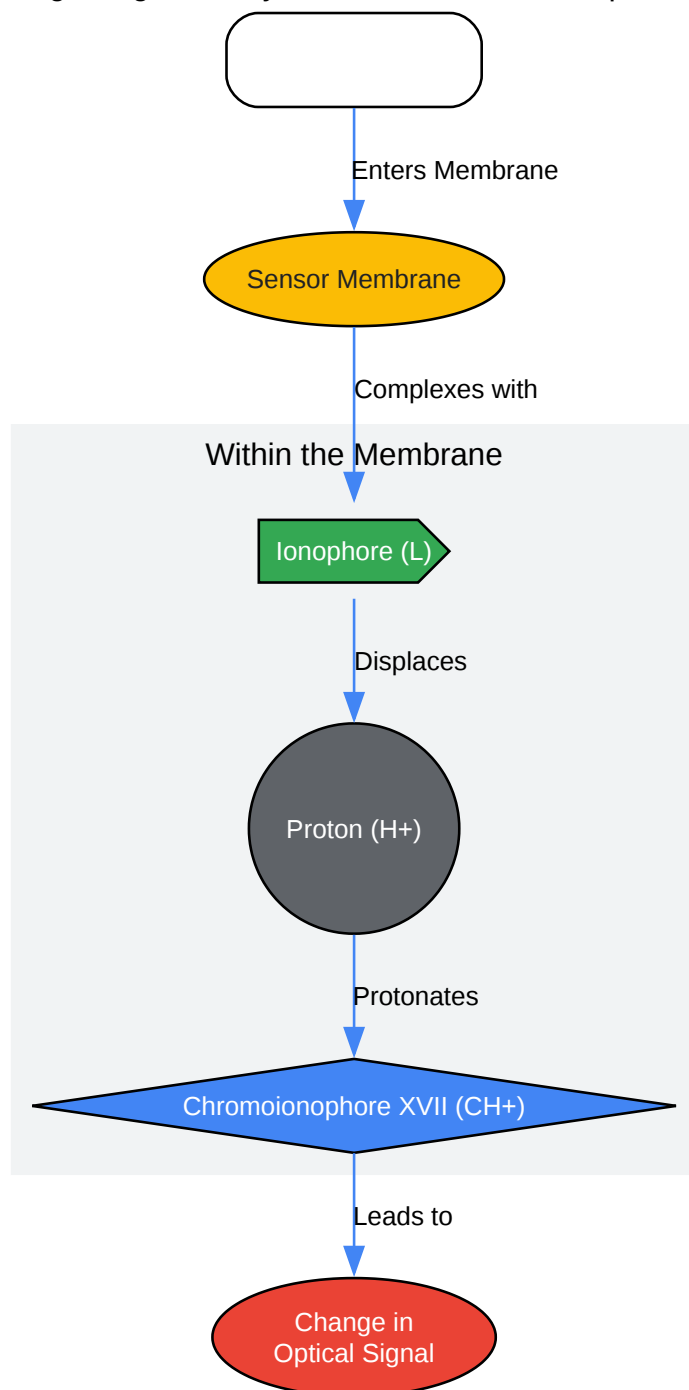 Enters Membrane
Sensor Membrane
Complexes with
Within the Membrane
Ionophore (L)
Displaces
Proton (H+)
Protonates
Chromoionophore XVII (CH+)
Leads to
Change in
Optical Signal